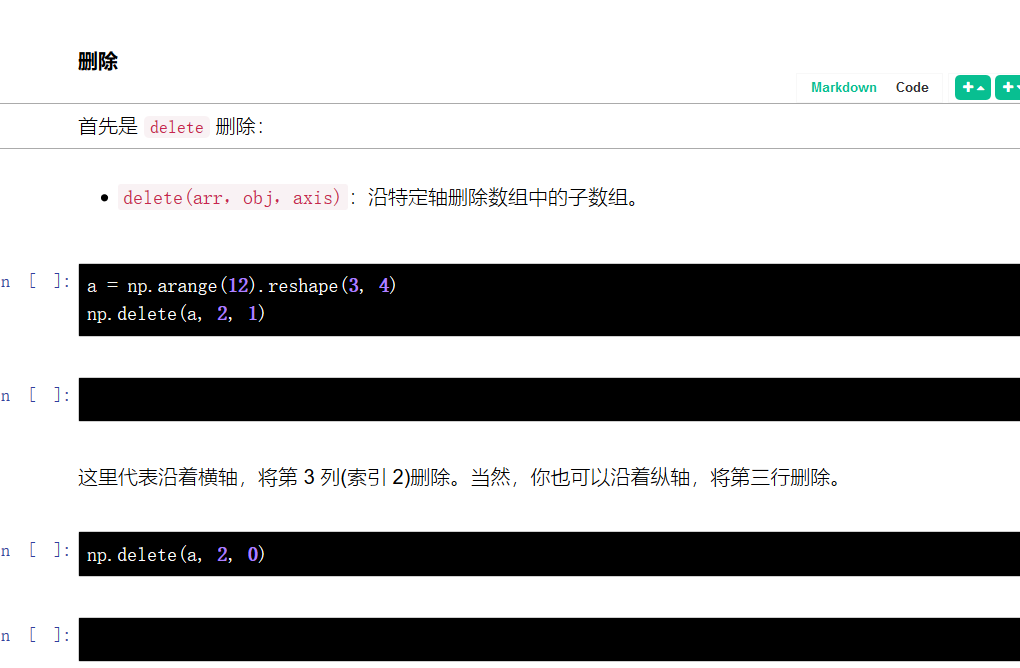 删除
Markdown Code
首先是 delete 删除：
• delete(arr，obj，axis)：沿特定轴删除数组中的子数组。
n [ ]:
a = np.arange(12).reshape(3, 4)
np.delete(a, 2, 1)
n [ ]:
这里代表沿着横轴，将第 3 列(索引 2)删除。当然，你也可以沿着纵轴，将第三行删除。
n [ ]:
np.delete(a, 2, 0)
n [ ]: